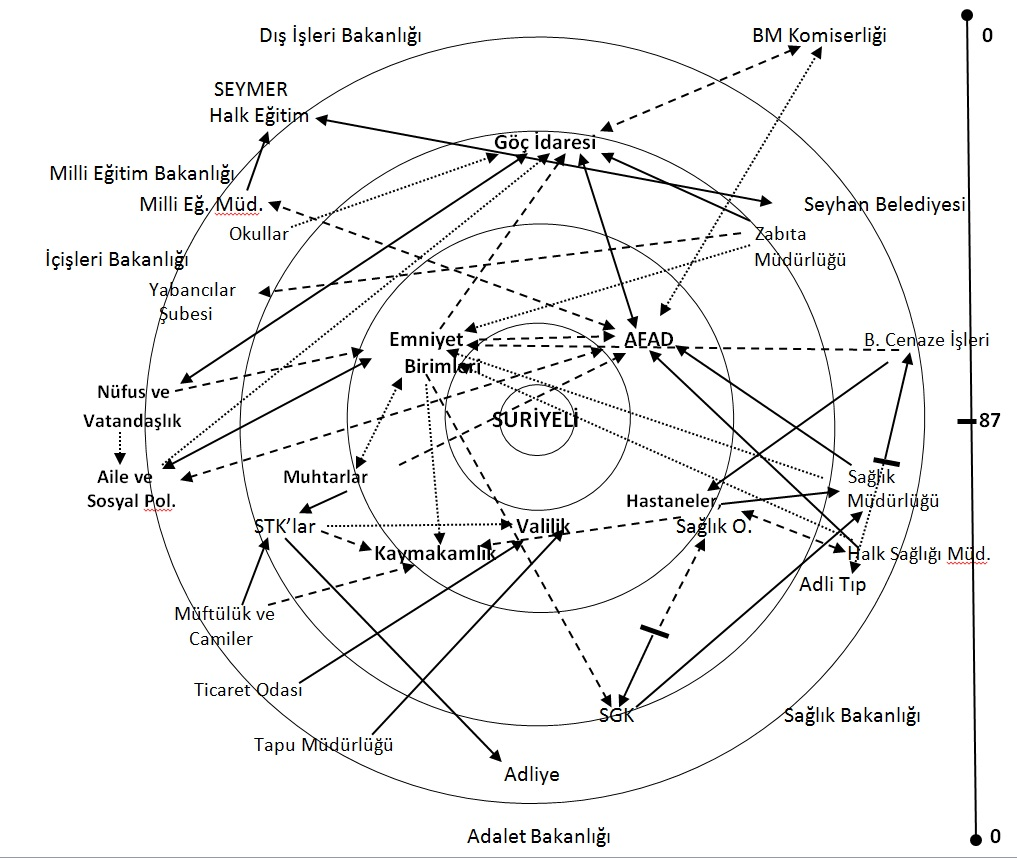 Dış İşleri Bakanlığı
BM Komiserliği
0
SEYMER
Halk Eğitim
Göç İdaresi
Milli Eğitim Bakanlığı
Milli Eğ. Müd.
Seyhan Belediyesi
Okullar
Zabıta
Müdürlüğü
İçişleri Bakanlığı
Yabancılar
Şubesi
Emniyet
Birimleri
AFAD
B. Cenaze İşleri
Nüfus ve
Vatandaşlık
SURİYELİ
87
Aile ve
Sosyal Pol.
Muhtarlar
Sağlık
Müdürlüğü
Hastaneler
Sağlık O.
STK’lar
Valilik
Kaymakamlık
Halk Sağlığı Müd.
Adli Tıp
Müftülük ve
Camiler
Ticaret Odası
SGK
Sağlık Bakanlığı
Tapu Müdürlüğü
Adliye
Adalet Bakanlığı
0